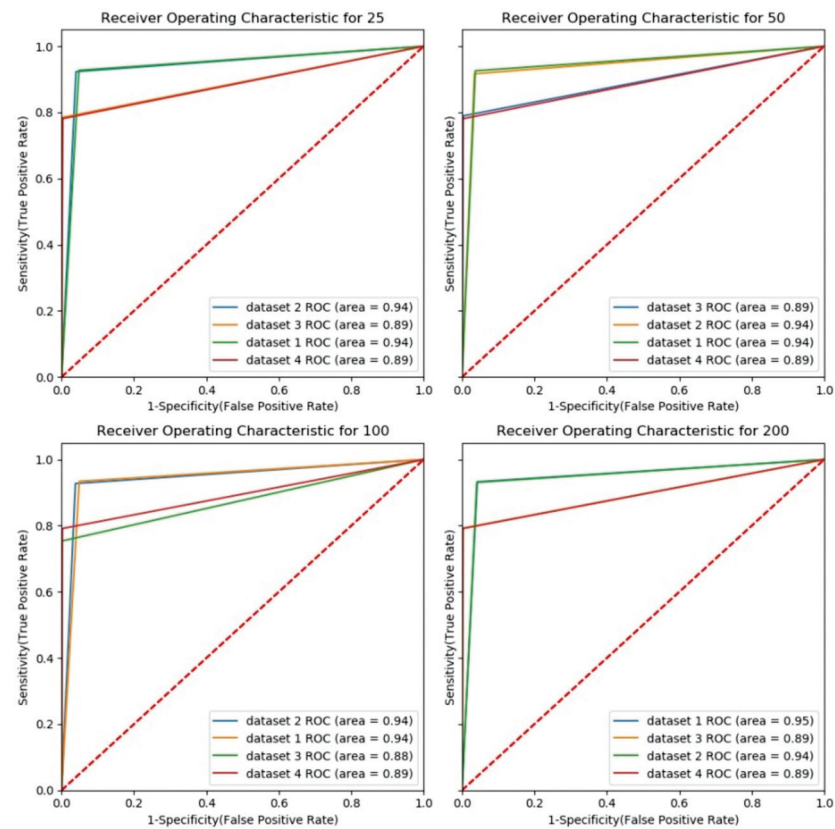 Receiver Operating Characteristic for 25
1.0
0.8
0.6
0.4
0.2
0.0
Sensitivity(True Positive Rate)
dataset 2 ROC (area = 0.94)
dataset 3 ROC (area = 0.89)
dataset 1 ROC (area = 0.94)
dataset 4 ROC (area = 0.89)
0.0 0.2 0.4 0.6 0.8 1.0
1-Specificity(False Positive Rate)
Receiver Operating Characteristic for 50
Sensitivity(True Positive Rate)
dataset 3 ROC (area = 0.89)
dataset 2 ROC (area = 0.94)
dataset 1 ROC (area = 0.94)
dataset 4 ROC (area = 0.89)
0.0 0.2 0.4 0.6 0.8 1.0
1-Specificity(False Positive Rate)
Receiver Operating Characteristic for 100
1.0
0.8
0.6
0.4
0.2
0.0
Sensitivity(True Positive Rate)
dataset 2 ROC (area = 0.94)
dataset 1 ROC (area = 0.94)
dataset 3 ROC (area = 0.88)
dataset 4 ROC (area = 0.89)
0.0 0.2 0.4 0.6 0.8 1.0
1-Specificity(False Positive Rate)
Receiver Operating Characteristic for 200
Sensitivity(True Positive Rate)
dataset 1 ROC (area = 0.95)
dataset 3 ROC (area = 0.89)
dataset 2 ROC (area = 0.94)
dataset 4 ROC (area = 0.89)
0.0 0.2 0.4 0.6 0.8 1.0
1-Specificity(False Positive Rate)